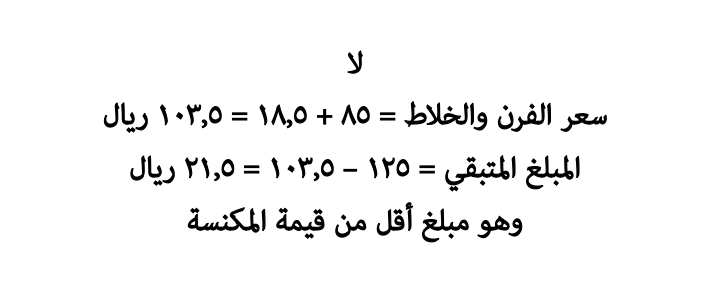 لا
سعر الفرن والخلاط = ٨٥ + ١٨,٥ = ١٠٣,٥ ريال
المبلغ المتبقي = ١٢٥ – ١٠٣,٥ = ٢١,٥ ريال
وهو مبلغ أقل من قيمة المكنسة